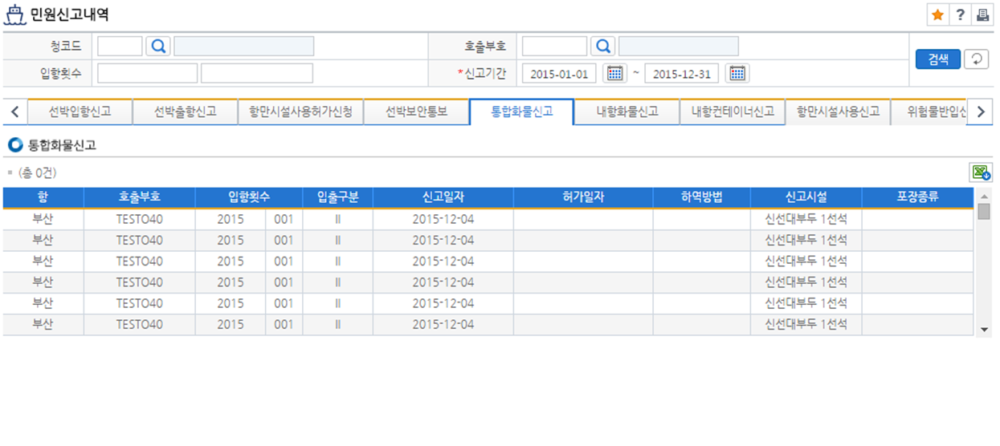 민원신고내역
?
청코드 호출부호
검색
입항횟수 *신고기간 2015-01-01 ~ 2015-12-31
선박입항신고 선박출항신고 항만시설사용허가신청 선박보안통보 통합화물신고 내항화물신고 내항컨테이너신고 항만시설사용신고 위험물반입신
통합화물신고
(총 0건)
항 호출부호 입항횟수 입출구분 신고일자 허가일자 하역방법 신고시설 포장종류
부산 TESTO40 2015 001 II 2015-12-04 신선대부두 1선석
부산 TESTO40 2015 001 II 2015-12-04 신선대부두 1선석
부산 TESTO40 2015 001 II 2015-12-04 신선대부두 1선석
부산 TESTO40 2015 001 II 2015-12-04 신선대부두 1선석
부산 TESTO40 2015 001 II 2015-12-04 신선대부두 1선석
부산 TESTO40 2015 001 II 2015-12-04 신선대부두 1선석